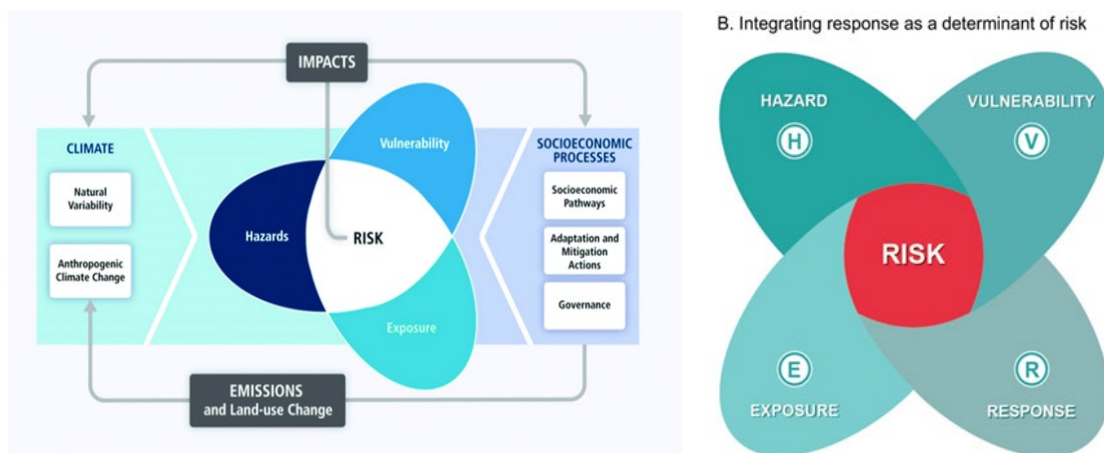 IMPACTS
CLIMATE
Natural
Variability
Anthropogenic
Climate Change
Vulnerability
Hazards
RISK
Exposure
SOCIOECONOMIC
PROCESSES
Socioeconomic
Pathways
Adaptation and
Mitigation
Actions
Governance
EMISSIONS
and Land-use Change
B. Integrating response as a determinant of risk
HAZARD
H
VULNERABILITY
V
RISK
E
EXPOSURE
R
RESPONSE